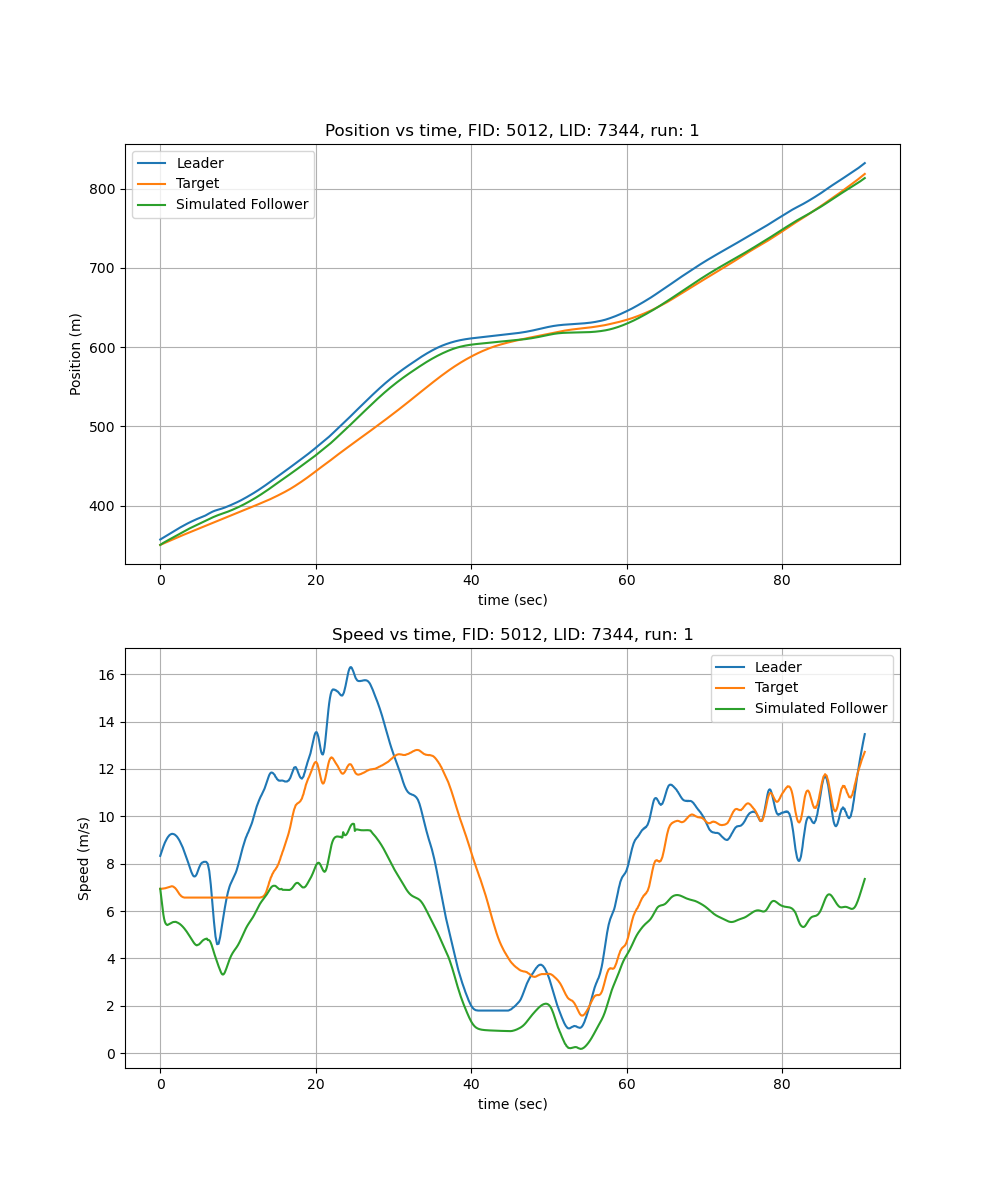 Position vs time, FID: 5012, LID: 7344, run: 1
Leader
Target
Simulated Follower
800
700
600
500
400
Position (m)
0 20 40 60 80
time (sec)
Speed vs time, FID: 5012, LID: 7344, run: 1
Leader
Target
Simulated Follower
16
14
12
10
8
6
4
2
0
Speed (m/s)
0 20 40 60 80
time (sec)